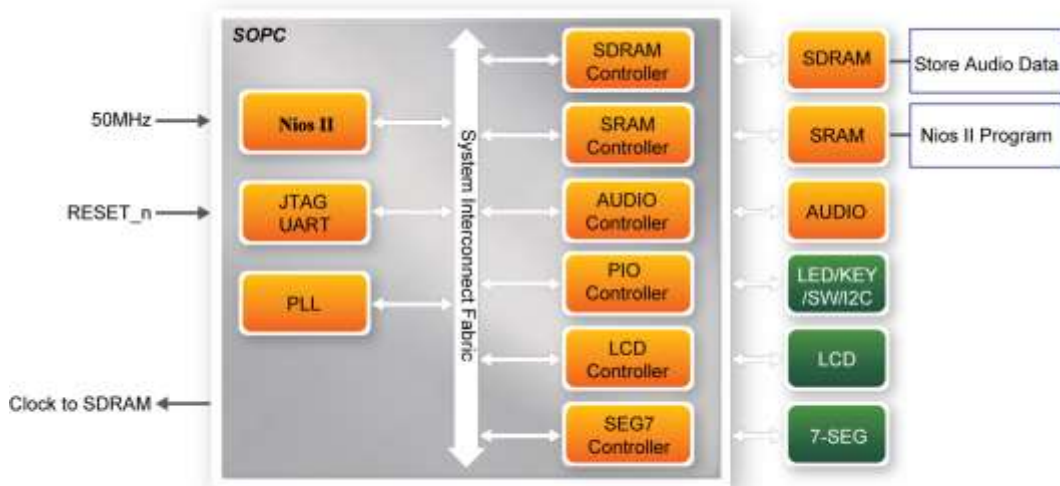 SOPC
50MHz
RESET_n
Clock to SDRAM
Nios II
JTAG
UART
PLL
System Interconnect Fabric
SDRAM
Controller
SRAM
Controller
AUDIO
Controller
PIO
Controller
LCD
Controller
SEG7
Controller
SDRAM
SRAM
AUDIO
LED/KEY
/SW/I2C
LCD
7-SEG
Store Audio Data
Nios II Program